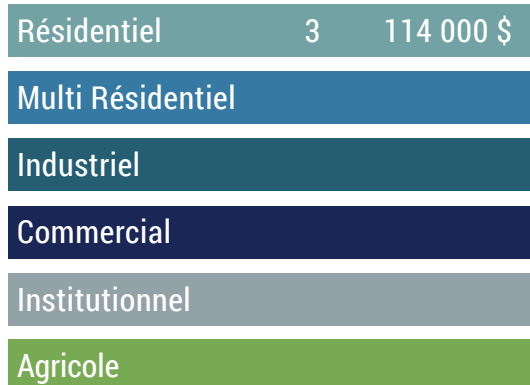 Résidentiel 3 114 000 $
Multi Résidentiel
Industriel
Commercial
Institutionnel
Agricole